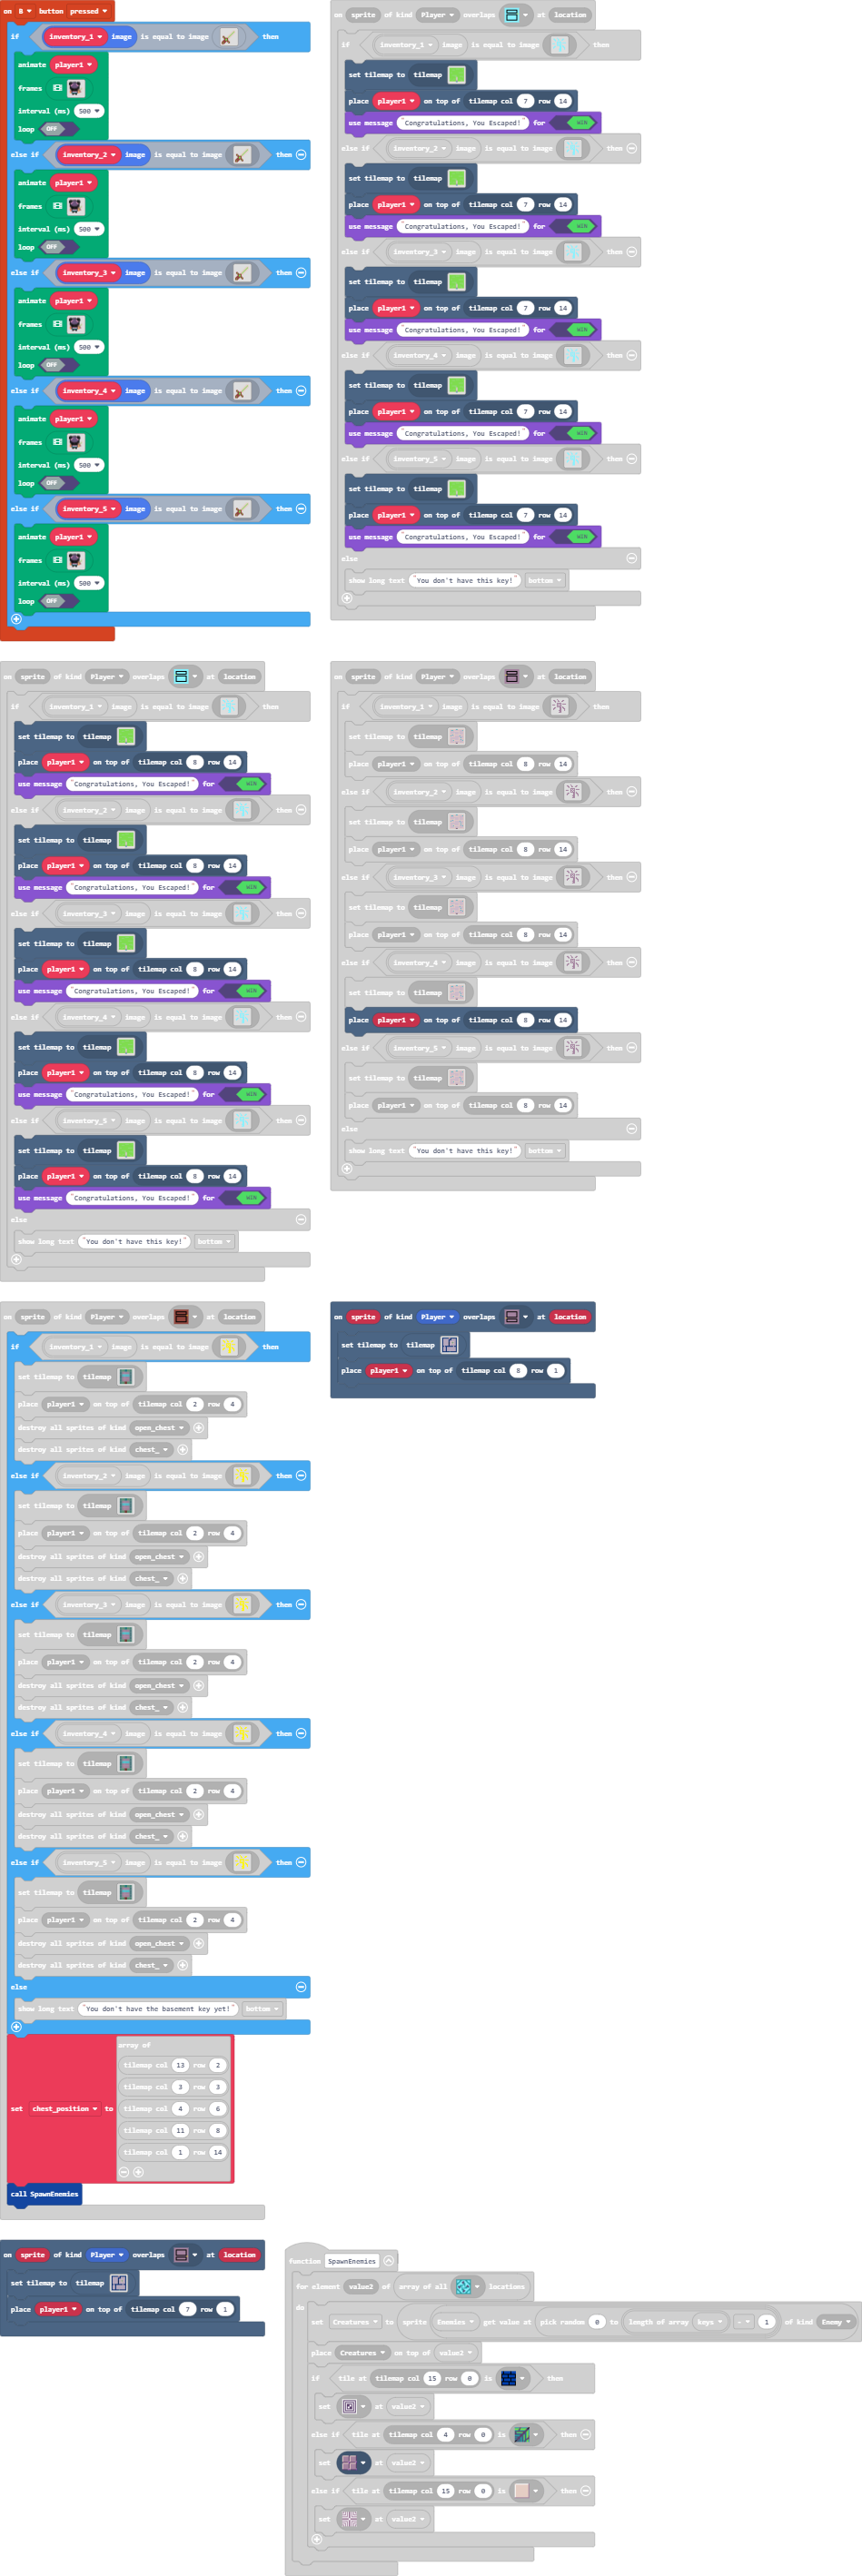 on B ▾ button pressed ▾
if inventory_1 ▾ image is equal to image then
animate player1 ▾
frames
interval (ms) 500 ▾
loop OFF
else if inventory_2 ▾ image is equal to image then
animate player1 ▾
frames
interval (ms) 500 ▾
loop OFF
else if inventory_3 ▾ image is equal to image then
animate player1 ▾
frames
interval (ms) 500 ▾
loop OFF
else if inventory_4 ▾ image is equal to image then
animate player1 ▾
frames
interval (ms) 500 ▾
loop OFF
else if inventory_5 ▾ image is equal to image then
animate player1 ▾
frames
interval (ms) 500 ▾
loop OFF
on sprite of kind Player ▾ overlaps ▾ at location
if inventory_1 ▾ image is equal to image then
set tilemap to tilemap
place player1 ▾ on top of tilemap col 7 row 14
use message "Congratulations, You Escaped!" for WIN
else if inventory_2 ▾ image is equal to image then
set tilemap to tilemap
place player1 ▾ on top of tilemap col 7 row 14
use message "Congratulations, You Escaped!" for WIN
else if inventory_3 ▾ image is equal to image then
set tilemap to tilemap
place player1 ▾ on top of tilemap col 7 row 14
use message "Congratulations, You Escaped!" for WIN
else if inventory_4 ▾ image is equal to image then
set tilemap to tilemap
place player1 ▾ on top of tilemap col 7 row 14
use message "Congratulations, You Escaped!" for WIN
else if inventory_5 ▾ image is equal to image then
set tilemap to tilemap
place player1 ▾ on top of tilemap col 7 row 14
use message "Congratulations, You Escaped!" for WIN
else
show long text "You don't have this key!" bottom ▾
on sprite of kind Player ▾ overlaps ▾ at location
if inventory_1 ▾ image is equal to image then
set tilemap to tilemap
place player1 ▾ on top of tilemap col 8 row 14
use message "Congratulations, You Escaped!" for WIN
else if inventory_2 ▾ image is equal to image then
set tilemap to tilemap
place player1 ▾ on top of tilemap col 8 row 14
use message "Congratulations, You Escaped!" for WIN
else if inventory_3 ▾ image is equal to image then
set tilemap to tilemap
place player1 ▾ on top of tilemap col 8 row 14
use message "Congratulations, You Escaped!" for WIN
else if inventory_4 ▾ image is equal to image then
set tilemap to tilemap
place player1 ▾ on top of tilemap col 8 row 14
use message "Congratulations, You Escaped!" for WIN
else if inventory_5 ▾ image is equal to image then
set tilemap to tilemap
place player1 ▾ on top of tilemap col 8 row 14
use message "Congratulations, You Escaped!" for WIN
else
show long text "You don't have this key!" bottom ▾
on sprite of kind Player ▾ overlaps ▾ at location
if inventory_1 ▾ image is equal to image then
set tilemap to tilemap
place player1 ▾ on top of tilemap col 8 row 14
else if inventory_2 ▾ image is equal to image then
set tilemap to tilemap
place player1 ▾ on top of tilemap col 8 row 14
else if inventory_3 ▾ image is equal to image then
set tilemap to tilemap
place player1 ▾ on top of tilemap col 8 row 14
else if inventory_4 ▾ image is equal to image then
set tilemap to tilemap
place player1 ▾ on top of tilemap col 8 row 14
else if inventory_5 ▾ image is equal to image then
set tilemap to tilemap
place player1 ▾ on top of tilemap col 8 row 14
else
show long text "You don't have this key!" bottom ▾
on sprite of kind Player ▾ overlaps ▾ at location
if inventory_1 ▾ image is equal to image then
set tilemap to tilemap
place player1 ▾ on top of tilemap col 2 row 4
destroy all sprites of kind open_chest ▾
destroy all sprites of kind chest_ ▾
else if inventory_2 ▾ image is equal to image then
set tilemap to tilemap
place player1 ▾ on top of tilemap col 2 row 4
destroy all sprites of kind open_chest ▾
destroy all sprites of kind chest_ ▾
else if inventory_3 ▾ image is equal to image then
set tilemap to tilemap
place player1 ▾ on top of tilemap col 2 row 4
destroy all sprites of kind open_chest ▾
destroy all sprites of kind chest_ ▾
else if inventory_4 ▾ image is equal to image then
set tilemap to tilemap
place player1 ▾ on top of tilemap col 2 row 4
destroy all sprites of kind open_chest ▾
destroy all sprites of kind chest_ ▾
else if inventory_5 ▾ image is equal to image then
set tilemap to tilemap
place player1 ▾ on top of tilemap col 2 row 4
destroy all sprites of kind open_chest ▾
destroy all sprites of kind chest_ ▾
else
show long text "You don't have the basement key yet!" bottom ▾
array of
tilemap col 13 row 2
tilemap col 3 row 3
set chest_position ▾ to tilemap col 4 row 6
tilemap col 11 row 8
tilemap col 1 row 14
call SpawnEnemies
on sprite of kind Player ▾ overlaps ▾ at location
set tilemap to tilemap
place player1 ▾ on top of tilemap col 8 row 1
on sprite of kind Player ▾ overlaps ▾ at location
set tilemap to tilemap
place player1 ▾ on top of tilemap col 7 row 1
function SpawnEnemies
for element value2 of array of all ▾ locations
do
set Creatures ▾ to sprite Enemies ▾ get value at pick random 0 to length of array keys ▾ - ▾ 1 of kind Enemy ▾
place Creatures ▾ on top of value2 ▾
if tile at tilemap col 15 row 0 is ▾ then
set ▾ at value2 ▾
else if tile at tilemap col 4 row 0 is ▾ then
set ▾ at value2 ▾
else if tile at tilemap col 15 row 0 is ▾ then
set ▾ at value2 ▾